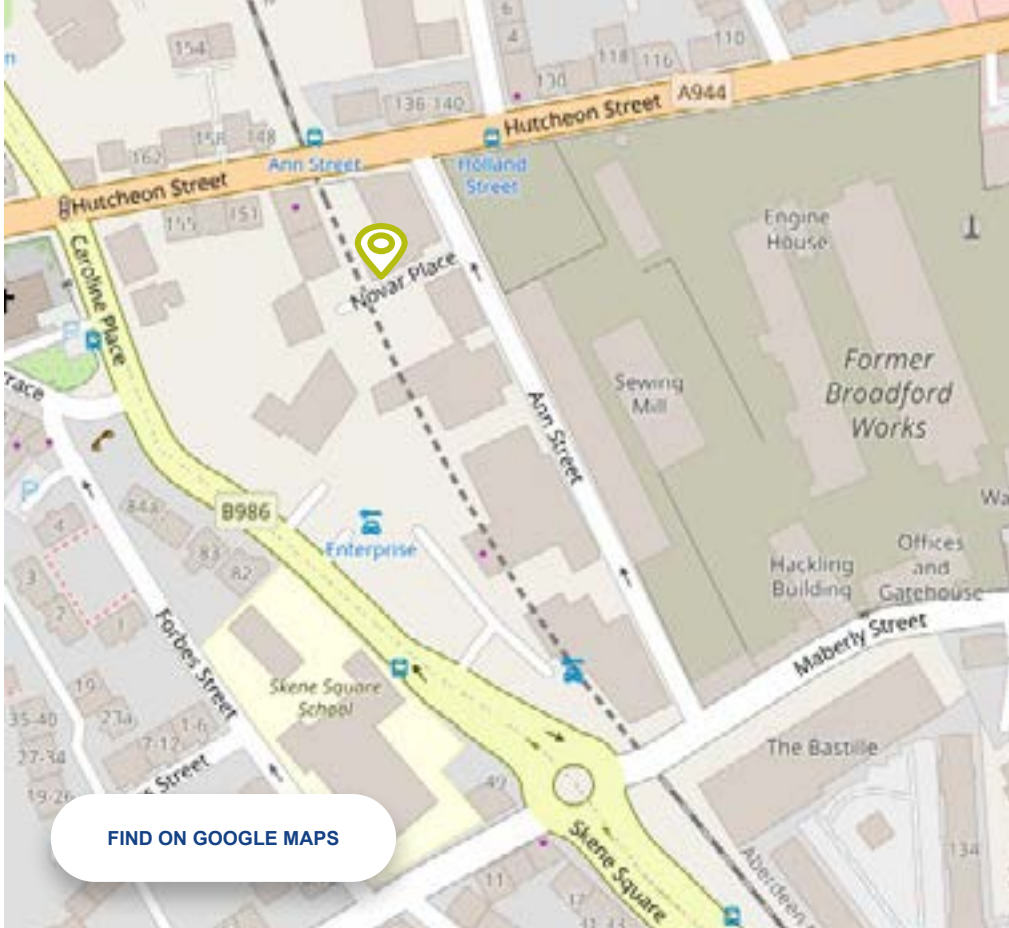 6
4
154
118
116
110
130
136
140
A944
Hutcheon Street
158
148
162
Ann Street
Holland
Street
Hutcheon Street
155
151
Engine
House
Caroline Place
Novar Place
Former
Broadford
Works
Sewing
Mill
Ann Street
P
P
84a
B986
4
Enterprise
83
82
3
2
1
Hackling
Building
Offices
and
Gatehouse
Wa
Forbes Street
Maberly Street
Skene Square
School
19
23a
1-6
7-12
35-40
27-34
19-26
Street
The Bastille
49
FIND ON GOOGLE MAPS
Skene Square
Aberdeen
134
11
17